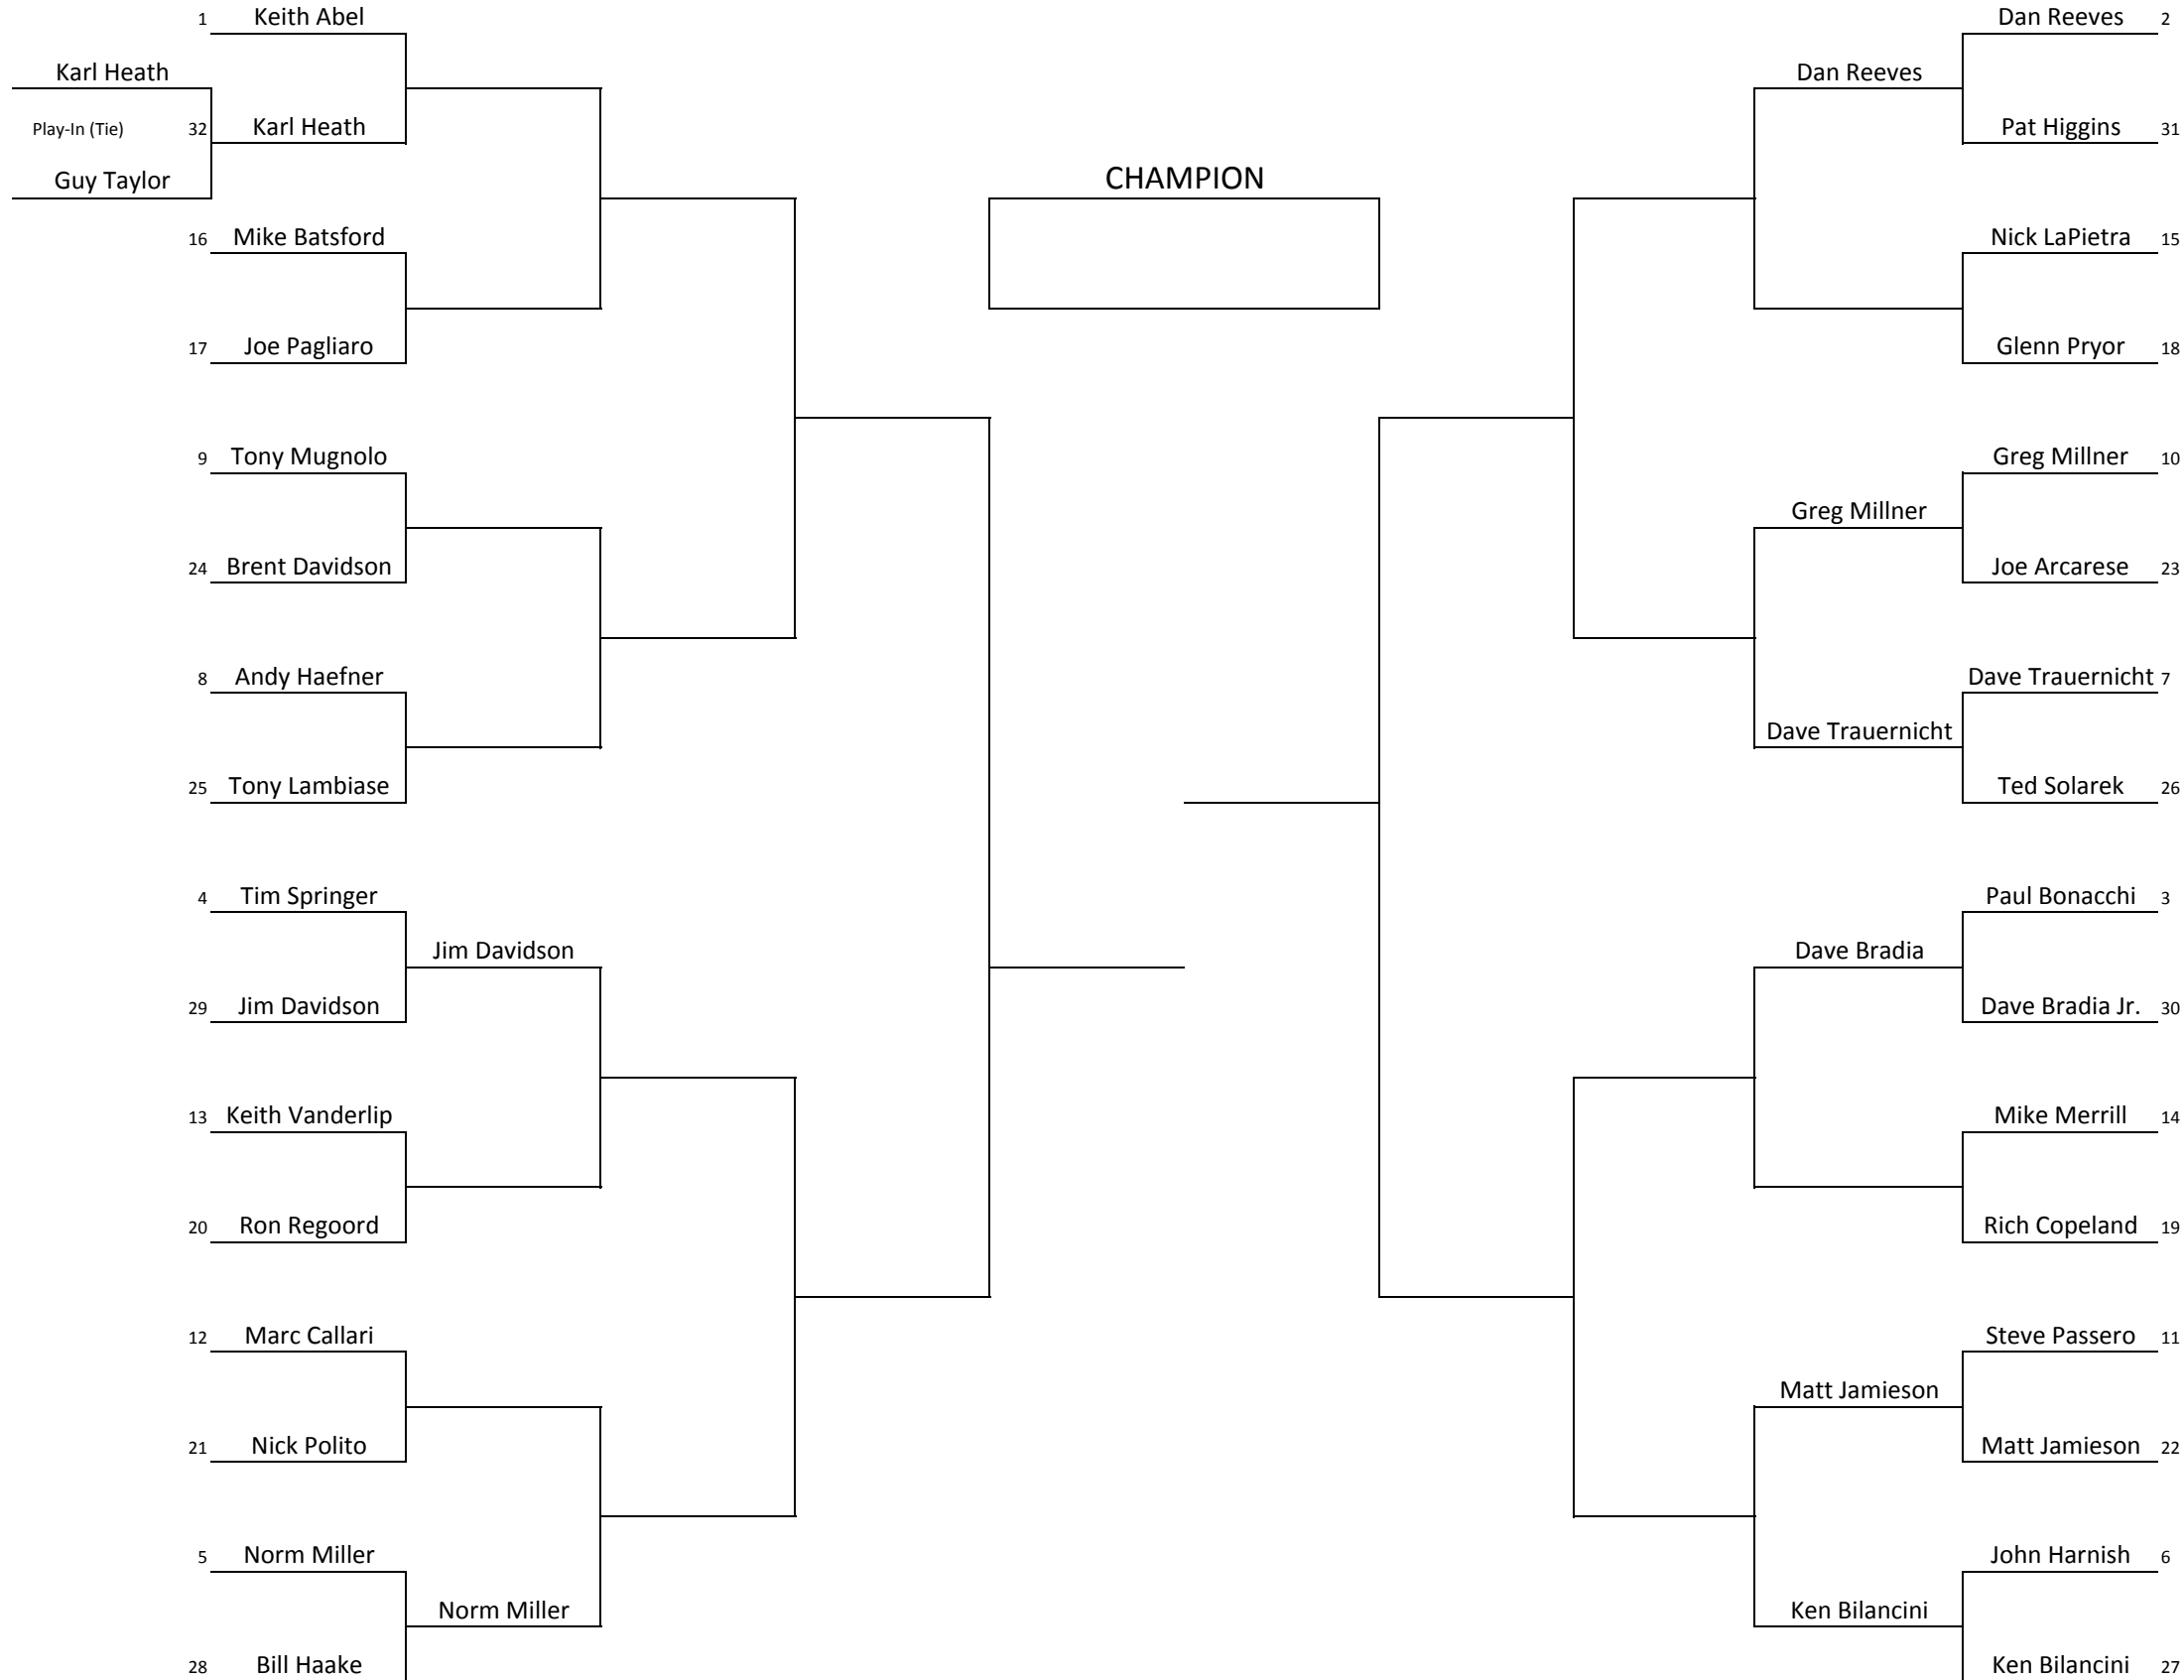 1 Keith Abel
Karl Heath
Play-In (Tie) 32 Karl Heath
Guy Taylor
16 Mike Batsford
17 Joe Pagliaro
9 Tony Mugnolo
24 Brent Davidson
8 Andy Haefner
25 Tony Lambiase
4 Tim Springer
Jim Davidson
29 Jim Davidson
13 Keith Vanderlip
20 Ron Regoord
12 Marc Callari
21 Nick Polito
5 Norm Miller
Norm Miller
28 Bill Haake
CHAMPION
Dan Reeves 2
Dan Reeves
Pat Higgins 31
Nick LaPietra 15
Glenn Pryor 18
Greg Millner 10
Greg Millner
Joe Arcarese 23
Dave Trauernicht 7
Dave Trauernicht
Ted Solarek 26
Paul Bonacchi 3
Dave Bradia
Dave Bradia Jr. 30
Mike Merrill 14
Rich Copeland 19
Steve Passero 11
Matt Jamieson
Matt Jamieson 22
John Harnish 6
Ken Bilancini
Ken Bilancini 27